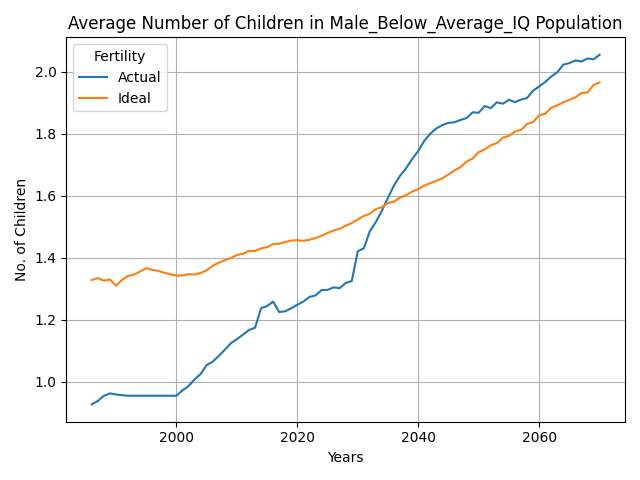 Average Number of Children in Male_Below_Average_IQ Population
Fertility
Actual
Ideal
No. of Children
2.0
1.8
1.6
1.4
1.2
1.0
2000
2020
2040
2060
Years